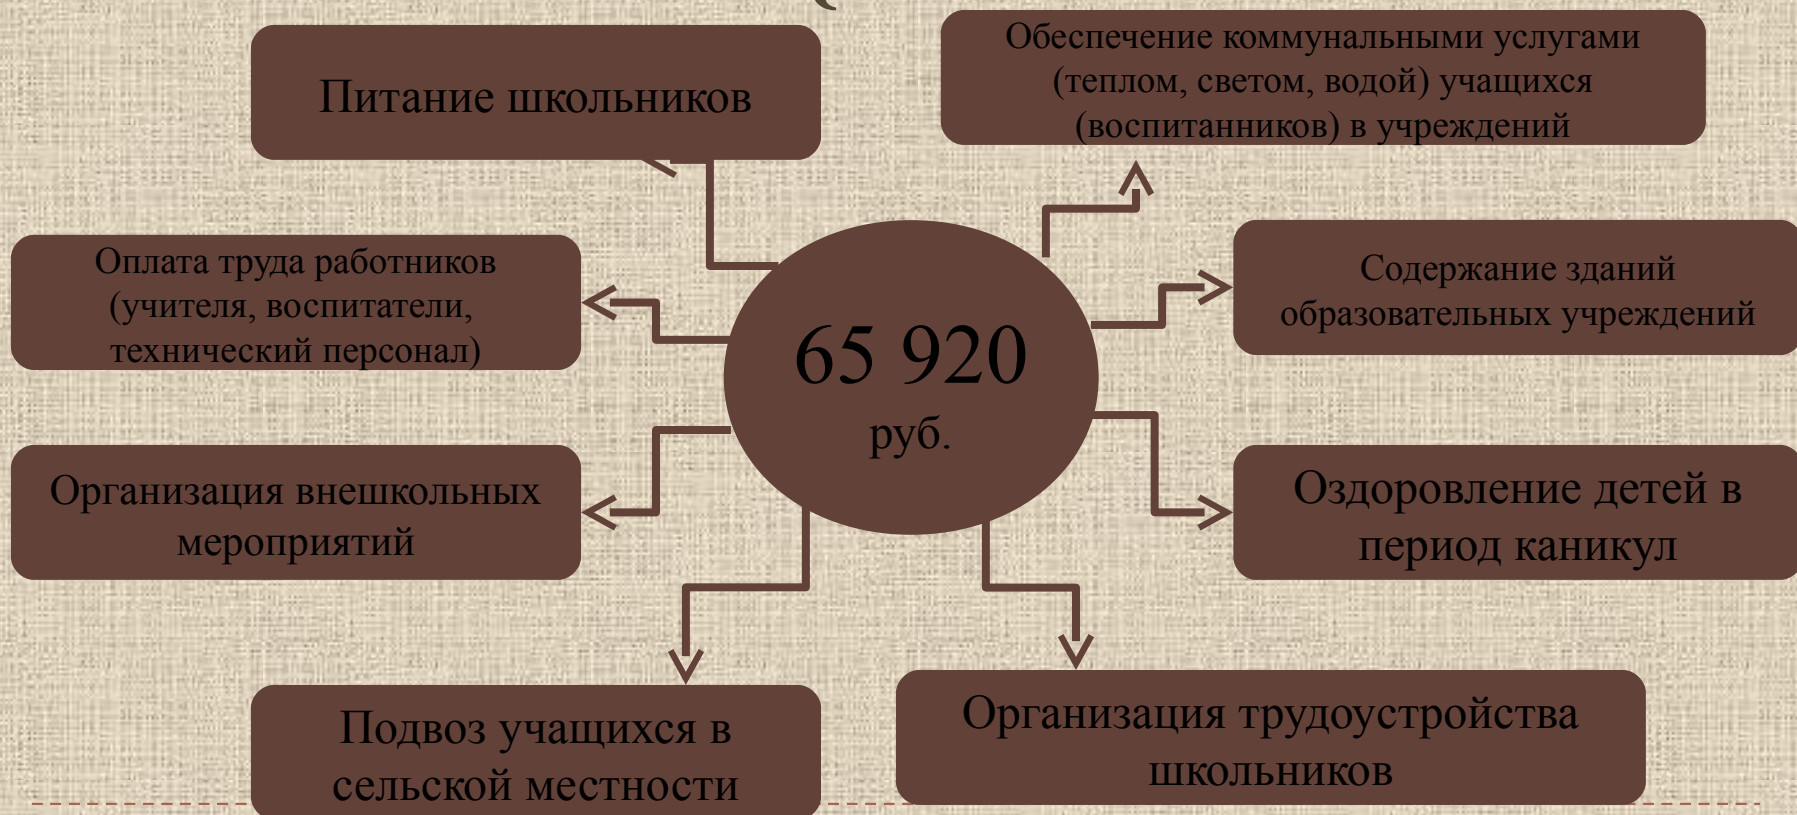 Питание школьников
Обеспечение коммунальными услугами
(теплом, светом, водой) учащихся
(воспитанников) в учреждений
Оплата труда работников
(учителя, воспитатели,
технический персонал)
65 920
руб.
Содержание зданий
образовательных учреждений
Организация внешкольных
мероприятий
Оздоровление детей в
период каникул
Подвоз учащихся в
сельской местности
Организация трудоустройства
школьников